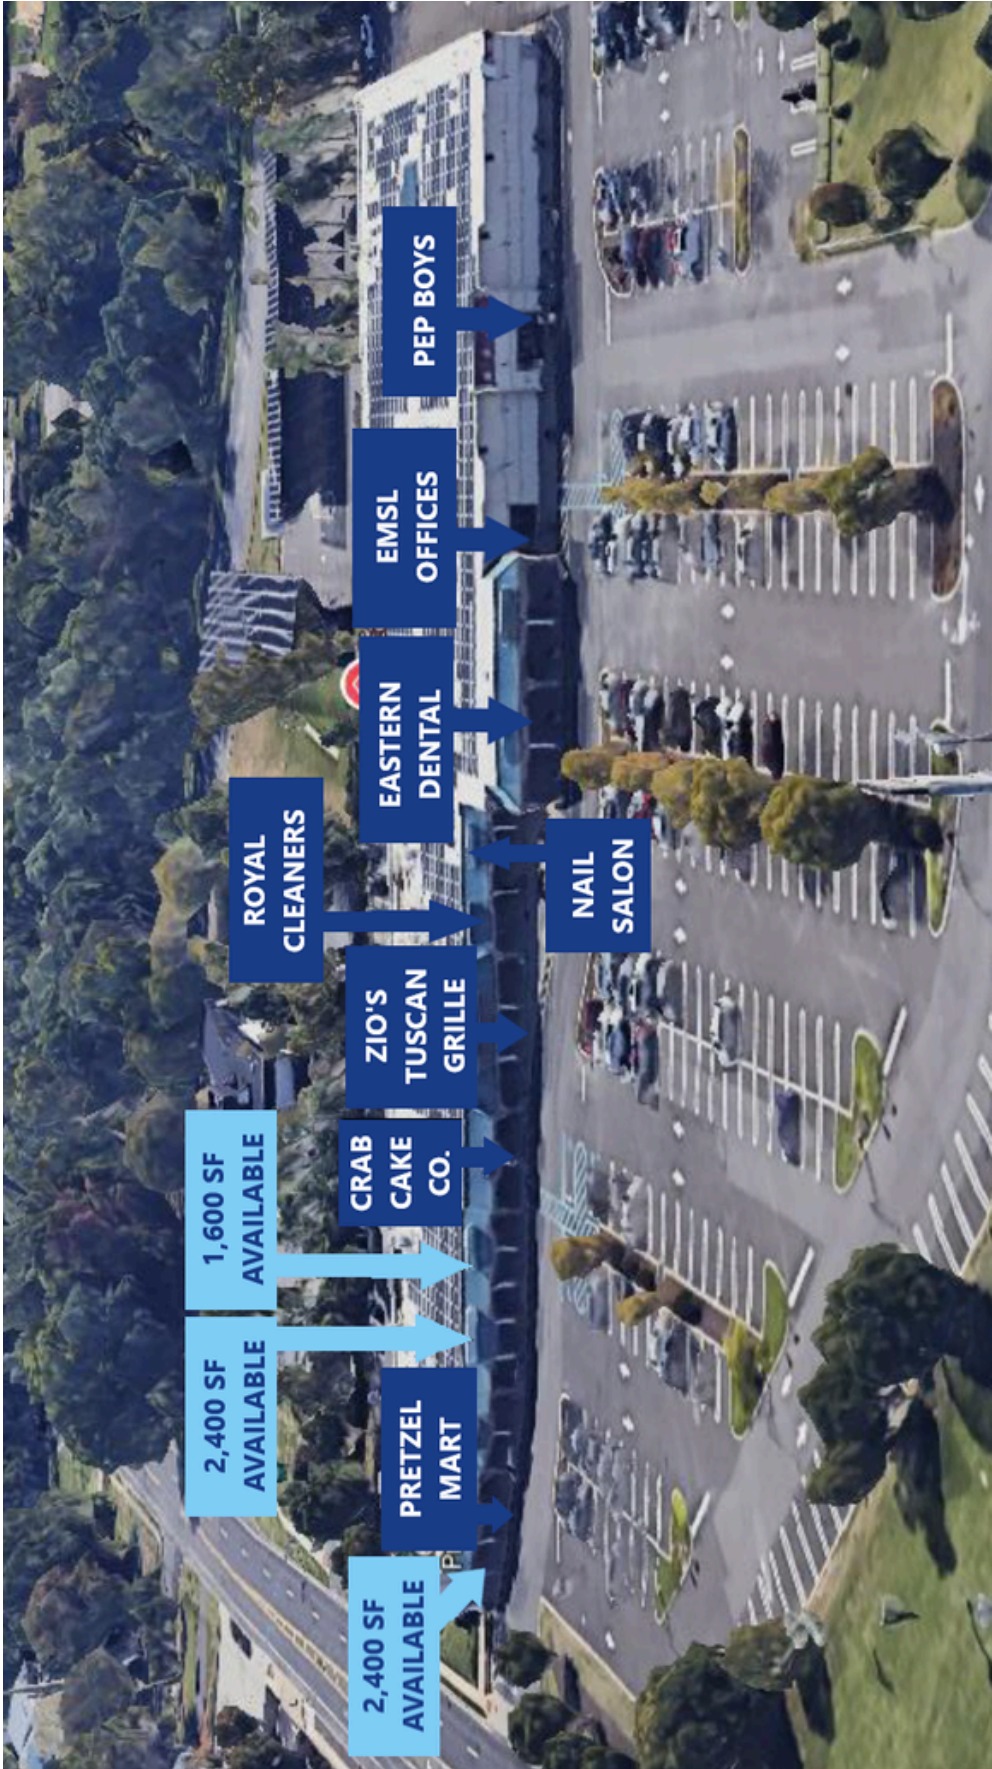 2,400 SF
AVAILABLE
P
PRETZEL
MART
2,400 SF
AVAILABLE
1,600 SF
AVAILABLE
CRAB
CAKE
CO.
ZIO'S
TUSCAN
GRILLE
ROYAL
CLEANERS
NAIL
SALON
EASTERN
DENTAL
EMSL
OFFICES
PEP BOYS